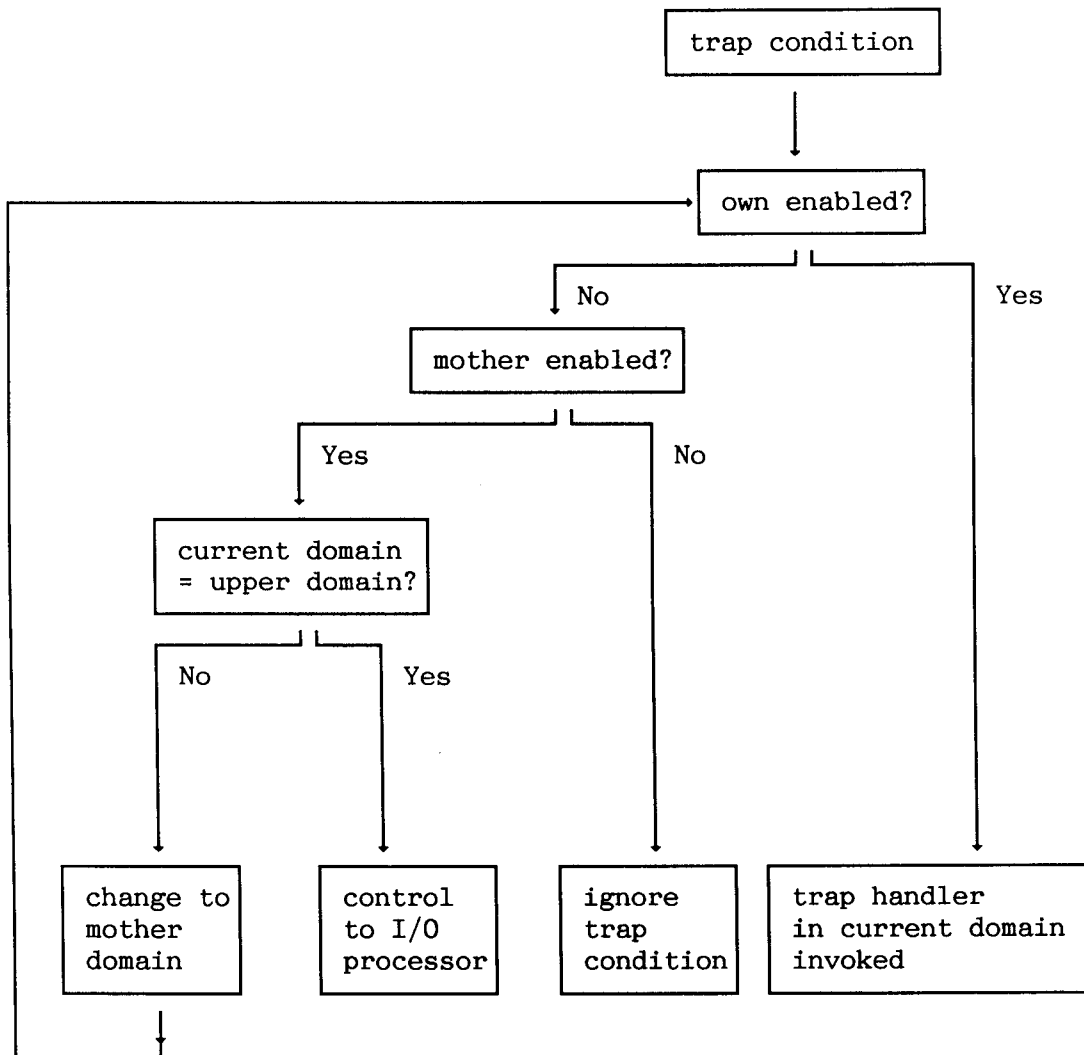 trap condition
own enabled?
No
Yes
mother enabled?
Yes
No
current domain
= upper domain?
No
Yes
change to
mother
domain
control
to I/O
processor
ignore
trap
condition
trap handler
in current domain
invoked